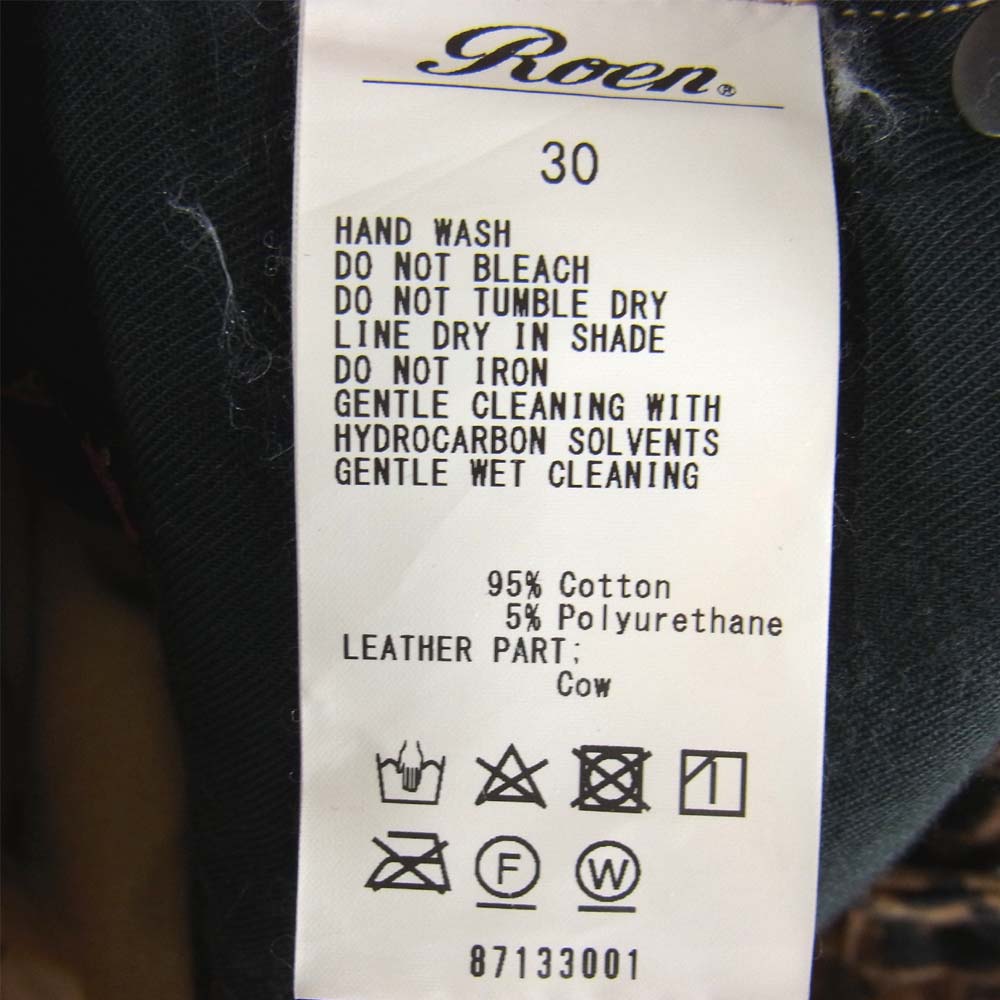 Roen®
30
HAND WASH
DO NOT BLEACH
DO NOT TUMBLE DRY
LINE DRY IN SHADE
DO NOT IRON
GENTLE CLEANING WITH
HYDROCARBON SOLVENTS
GENTLE WET CLEANING
95% Cotton
5% Polyurethane
LEATHER PART;
Cow
F W
87133001